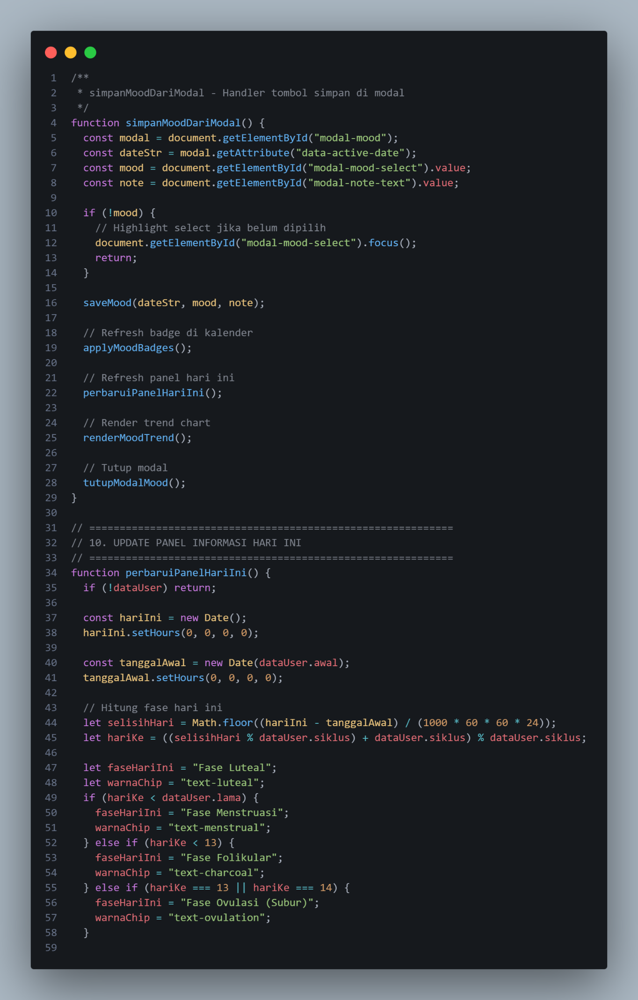 1 /**
2  * simpanMoodDariModal - Handler tombol simpan di modal
3  */
4 function simpanMoodDariModal() {
5   const modal = document.getElementById("modal-mood");
6   const dateStr = modal.getAttribute("data-active-date");
7   const mood = document.getElementById("modal-mood-select").value;
8   const note = document.getElementById("modal-note-text").value;
9
10   if (!mood) {
11     // Highlight select jika belum dipilih
12     document.getElementById("modal-mood-select").focus();
13     return;
14   }
15
16   saveMood(dateStr, mood, note);
17
18   // Refresh badge di kalender
19   applyMoodBadges();
20
21   // Refresh panel hari ini
22   perbaruiPanelHariIni();
23
24   // Render trend chart
25   renderMoodTrend();
26
27   // Tutup modal
28   tutupModalMood();
29 }
30
31 // ============================================================
32 // 10. UPDATE PANEL INFORMASI HARI INI
33 // ============================================================
34 function perbaruiPanelHariIni() {
35   if (!dataUser) return;
36
37   const hariIni = new Date();
38   hariIni.setHours(0, 0, 0, 0);
39
40   const tanggalAwal = new Date(dataUser.awal);
41   tanggalAwal.setHours(0, 0, 0, 0);
42
43   // Hitung fase hari ini
44   let selisihHari = Math.floor((hariIni - tanggalAwal) / (1000 * 60 * 60 * 24));
45   let hariKe = ((selisihHari % dataUser.siklus) + dataUser.siklus) % dataUser.siklus;
46
47   let faseHariIni = "Fase Luteal";
48   let warnaChip = "text-luteal";
49   if (hariKe < dataUser.lama) {
50     faseHariIni = "Fase Menstruasi";
51     warnaChip = "text-menstrual";
52   } else if (hariKe < 13) {
53     faseHariIni = "Fase Folikular";
54     warnaChip = "text-charcoal";
55   } else if (hariKe === 13 || hariKe === 14) {
56     faseHariIni = "Fase Ovulasi (Subur)";
57     warnaChip = "text-ovulation";
58   }
59